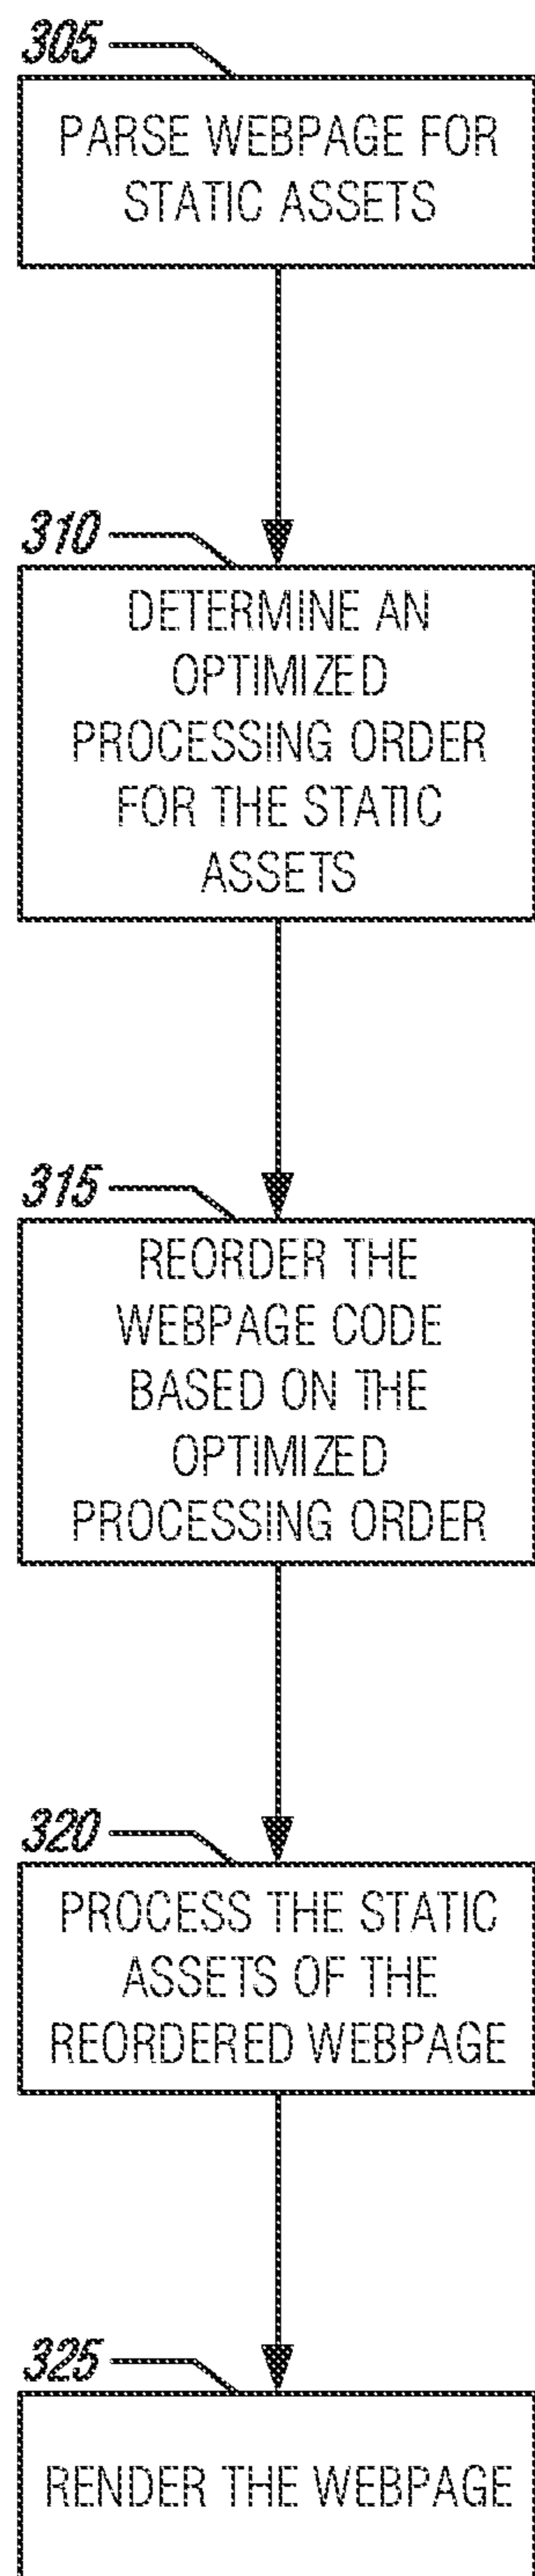 305
PARSE WEBPAGE FOR
STATIC ASSETS
310
DETERMINE AN
OPTIMIZED
PROCESSING ORDER
FOR THE STATIC
ASSETS
315
REORDER THE
WEBPAGE CODE
BASED ON THE
OPTIMIZED
PROCESSING ORDER
320
PROCESS THE STATIC
ASSETS OF THE
REORDERED WEBPAGE
325
RENDER THE WEBPAGE